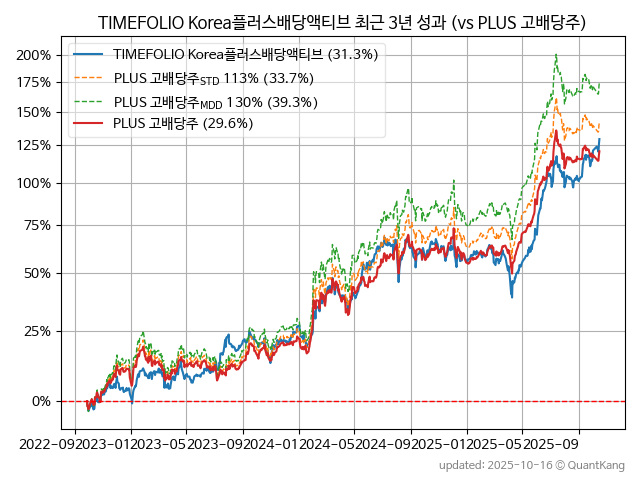 TIMEFOLIO Korea플러스배당액티브 최근 3년 성과 (vs PLUS 고배당주)
TIMEFOLIO Korea플러스배당액티브 (31.3%)
PLUS 고배당주STD 113% (33.7%)
PLUS 고배당주MDD 130% (39.3%)
PLUS 고배당주 (29.6%)
200%
175%
150%
125%
100%
75%
50%
25%
0%
2022-09 2023-01 2023-05 2023-09 2024-01 2024-05 2024-09 2025-01 2025-05 2025-09
updated: 2025-10-16 © QuantKang